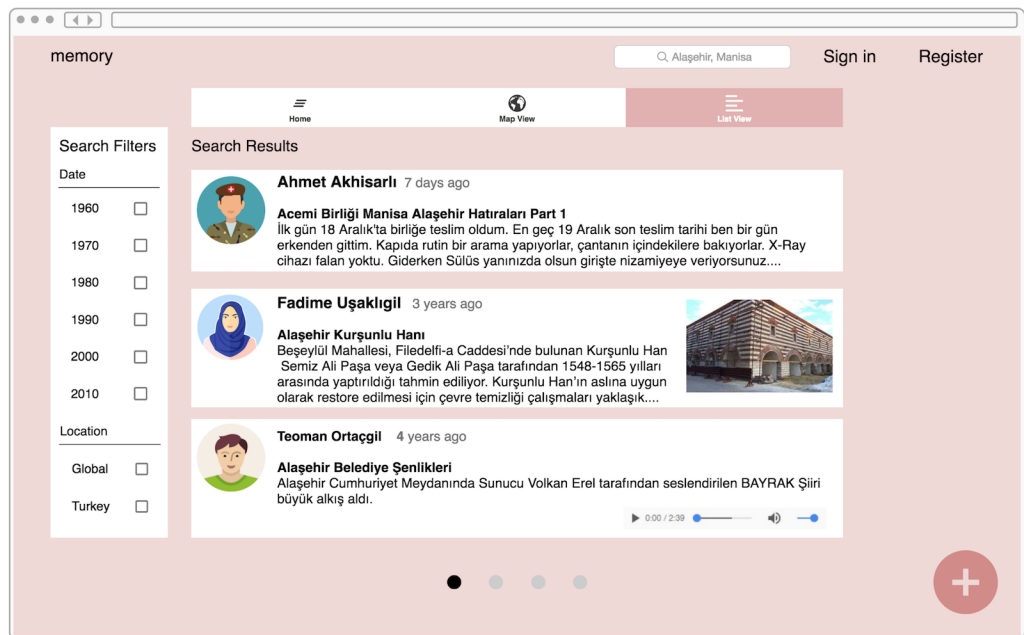 memory
Alaşehir, Manisa
Sign in
Register
Home
Map View
List View
Search Filters
Date
1960
1970
1980
1990
2000
2010
Location
Global
Turkey
Search Results
Ahmet Akhisarlı 7 days ago
Acemi Birliği Manisa Alaşehir Hatıraları Part 1
İlk gün 18 Aralık'ta birliğe teslim oldum. En geç 19 Aralık son teslim tarihi ben bir gün
erkenden gittim. Kapıda rutin bir arama yapıyorlar, çantanın içindekilere bakıyorlar. X-Ray
cihazı falan yoktu. Giderken Sülüs yanınızda olsun girişte nizamiyeye veriyorsunuz....
Fadime Uşaklıgil 3 years ago
Alaşehir Kurşunlu Hanı
Beşeylül Mahallesi, Filedelfi-a Caddesi’nde bulunan Kurşunlu Han
Semiz Ali Paşa veya Gedik Ali Paşa tarafından 1548-1565 yılları
arasında yaptırıldığı tahmin ediliyor. Kurşunlu Han’ın aslına uygun
olarak restore edilmesi için çevre temizliği çalışmaları yaklaşık....
Teoman Ortaçgil 4 years ago
Alaşehir Belediye Şenlikleri
Alaşehir Cumhuriyet Meydanında Sunucu Volkan Erel tarafından seslendirilen BAYRAK Şiiri
büyük alkış aldı.
0:00 / 2:39